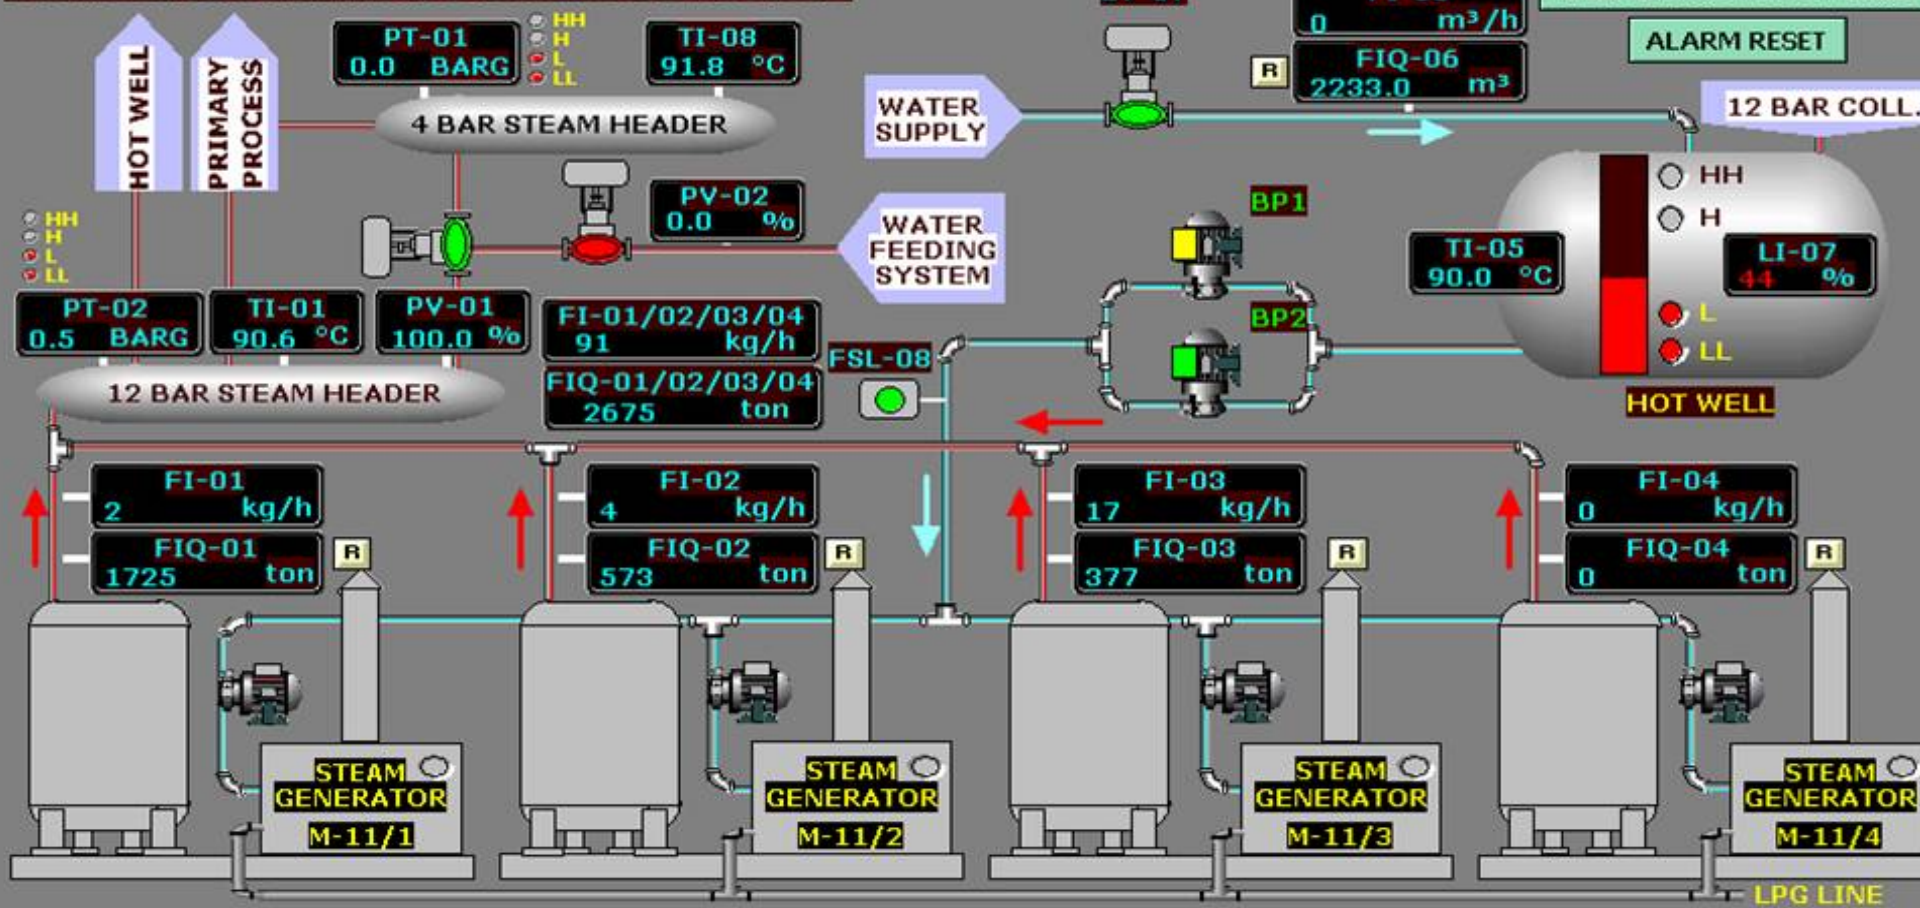 HOT WELL
PRIMARY
PROCESS
PT-01
0.0 BARG
HH
H
L
LL
TI-08
91.8 °C
4 BAR STEAM HEADER
WATER
SUPPLY
0 m³/h
R
FIQ-06
2233.0 m³
ALARM RESET
12 BAR COLL.
HH
H
L
LL
PV-02
0.0 %
WATER
FEEDING
SYSTEM
BP1
BP2
TI-05
90.0 °C
HH
H
LI-07
44 %
L
LL
HOT WELL
PT-02
0.5 BARG
TI-01
90.6 °C
PV-01
100.0 %
FI-01/02/03/04
91 kg/h
FIQ-01/02/03/04
2675 ton
FSL-08
12 BAR STEAM HEADER
FI-01
2 kg/h
FIQ-01
1725 ton
R
FI-02
4 kg/h
FIQ-02
573 ton
R
FI-03
17 kg/h
FIQ-03
377 ton
R
FI-04
0 kg/h
FIQ-04
0 ton
R
STEAM
GENERATOR
M-11/1
STEAM
GENERATOR
M-11/2
STEAM
GENERATOR
M-11/3
STEAM
GENERATOR
M-11/4
LPG LINE